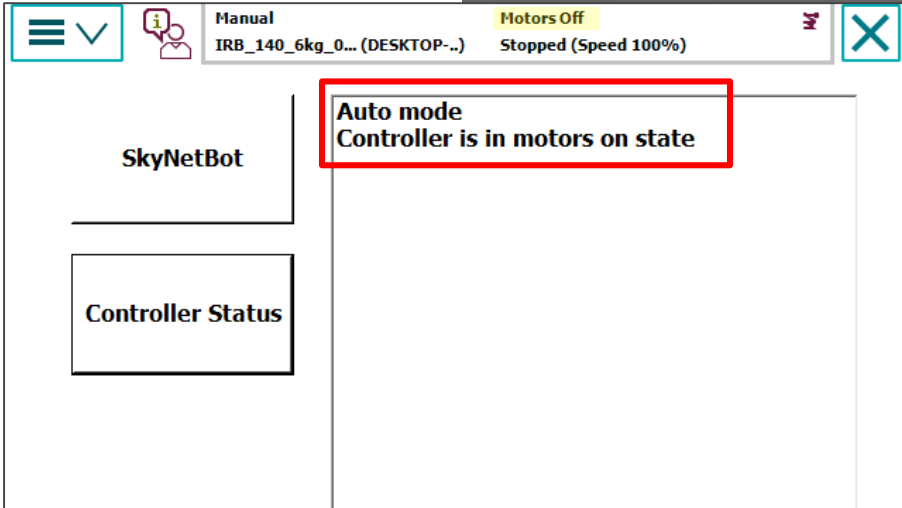 Manual
Motors Off
IRB_140_6kg_0... (DESKTOP-..)
Stopped (Speed 100%)
Auto mode
Controller is in motors on state
SkyNetBot
Controller Status